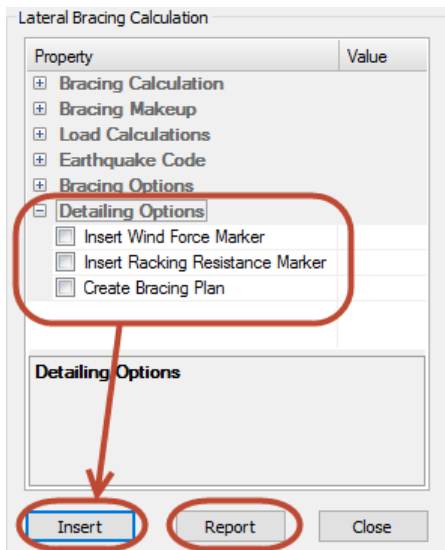 Lateral Bracing Calculation
Property Value
Bracing Calculation
Bracing Makeup
Load Calculations
Earthquake Code
Bracing Options
Detailing Options
Insert Wind Force Marker
Insert Racking Resistance Marker
Create Bracing Plan
Detailing Options
Insert Report Close